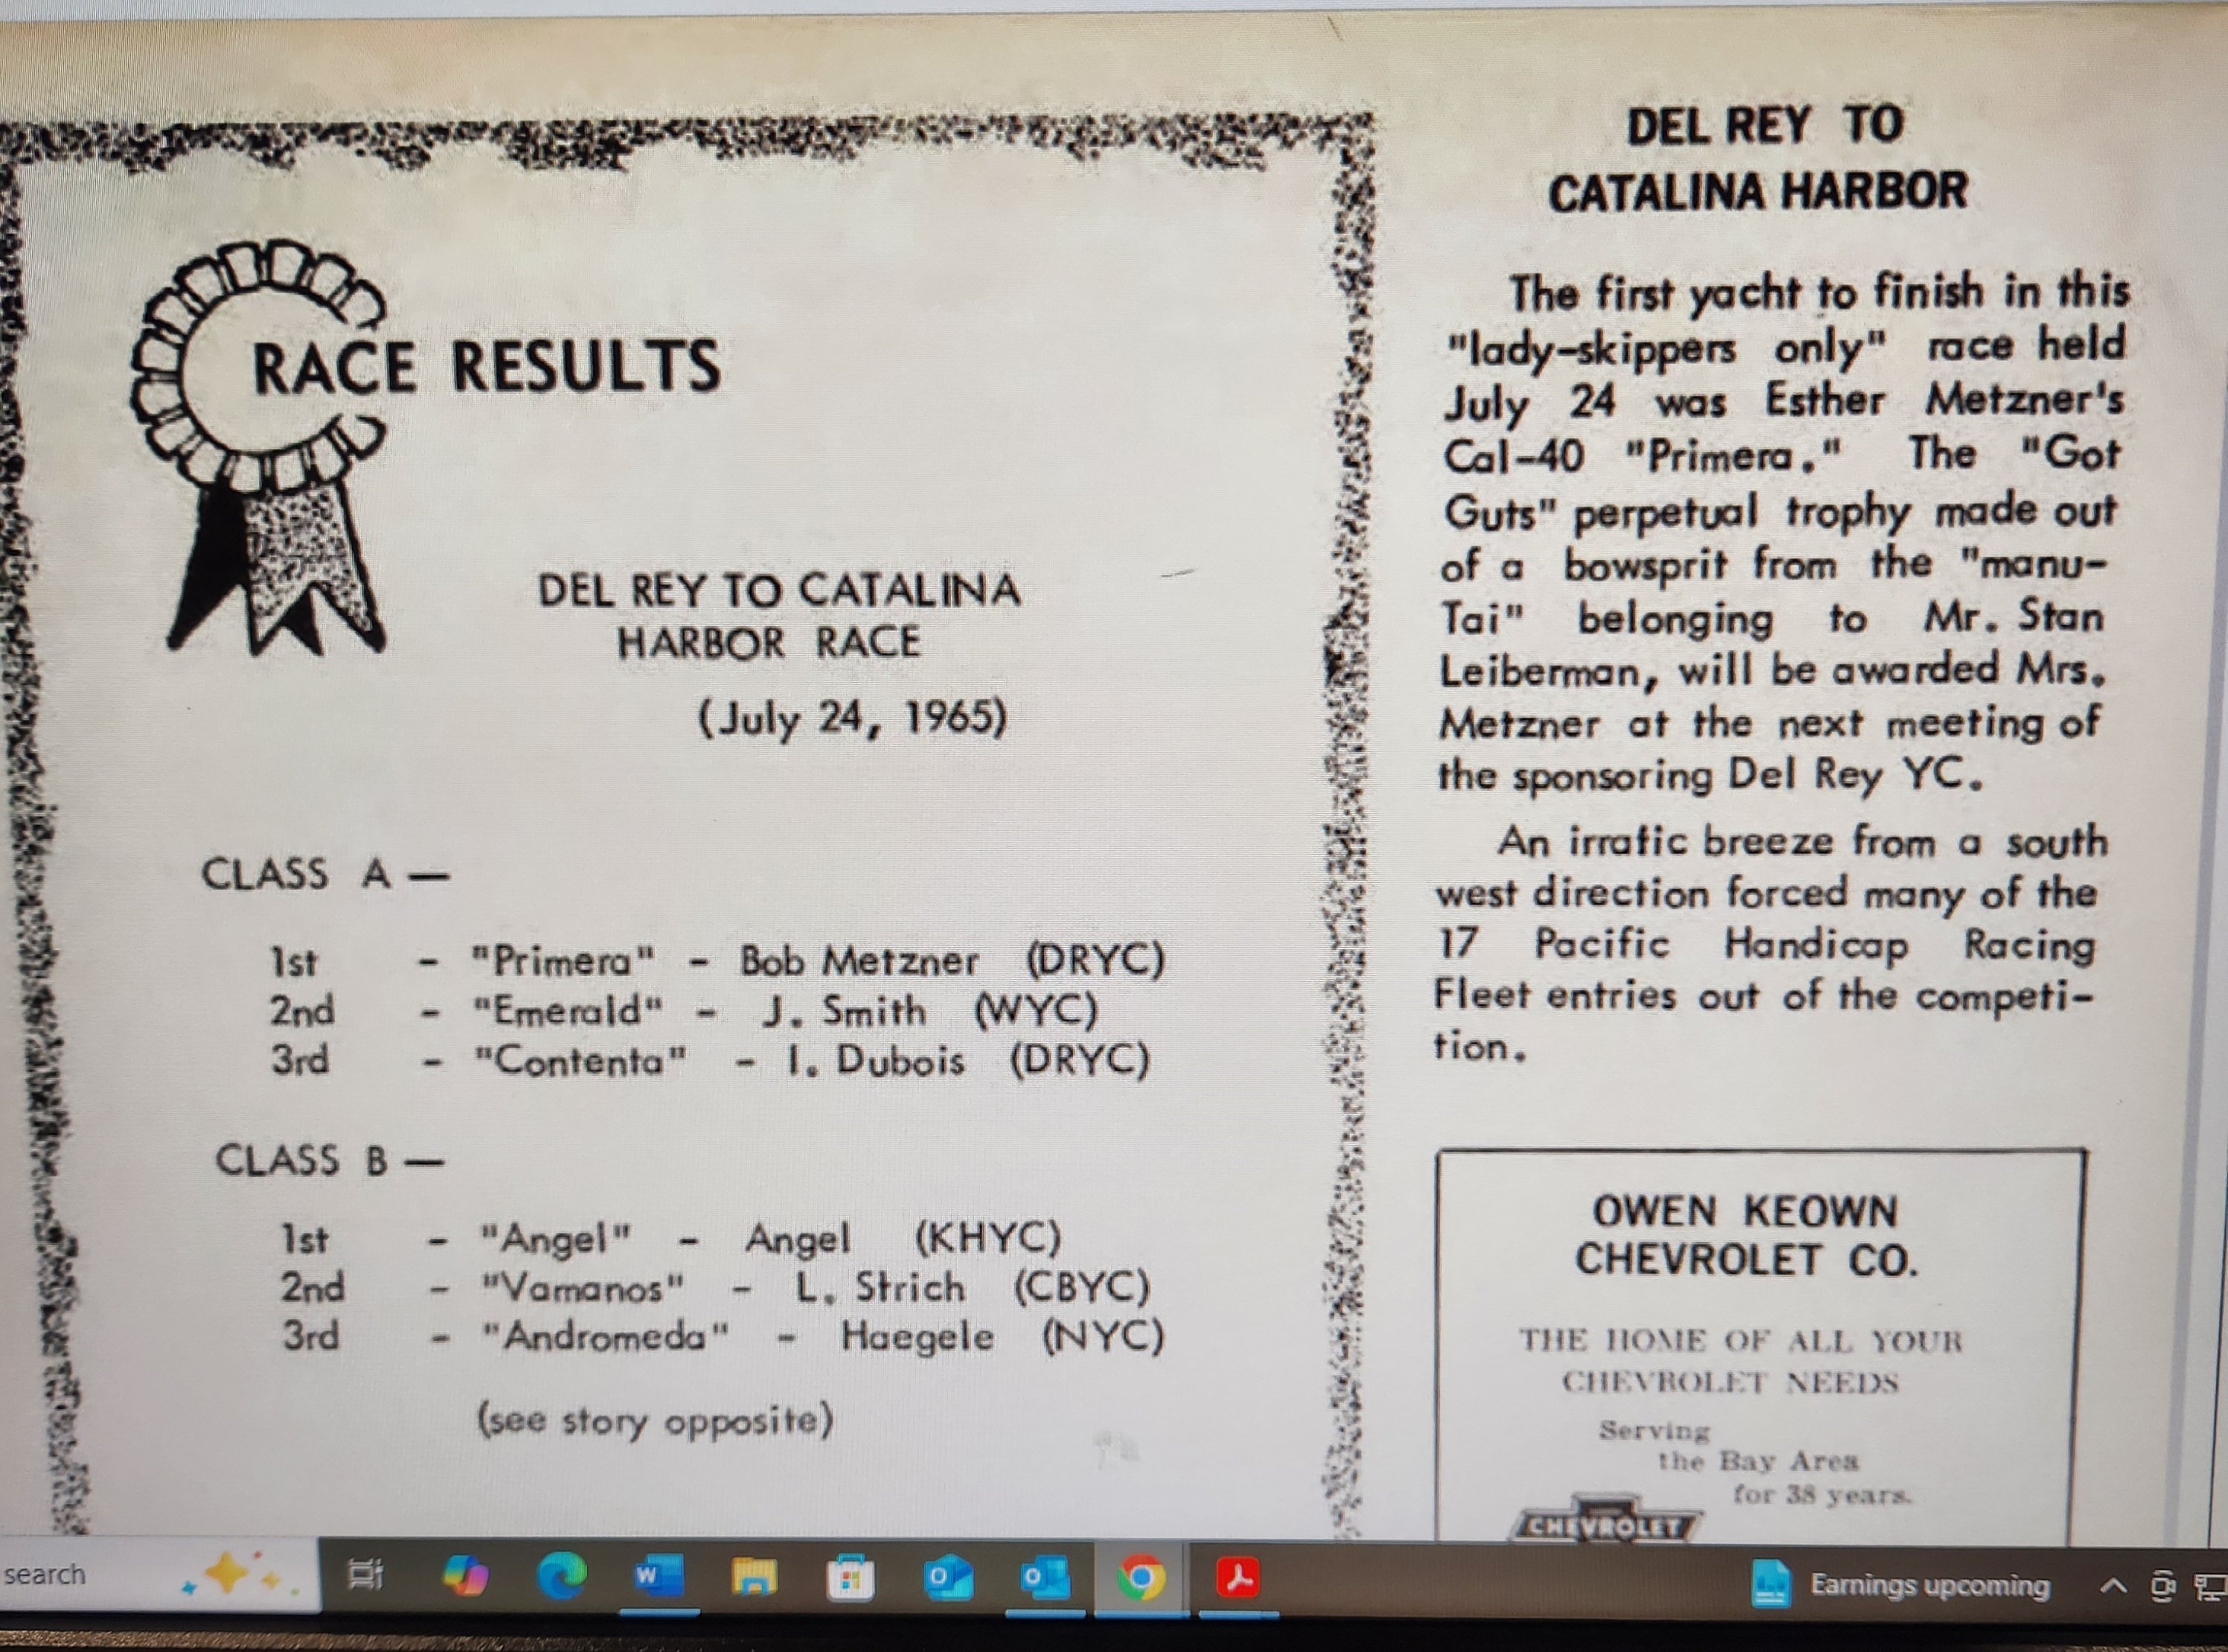 RACE RESULTS
DEL REY TO CATALINA
HARBOR RACE
(July 24, 1965)
CLASS A —
1st - "Primera" - Bob Metzner (DRYC)
2nd - "Emerald" - J. Smith (WYC)
3rd - "Contenta" - I. Dubois (DRYC)
CLASS B —
1st - "Angel" - Angel (KHYC)
2nd - "Vamanos" - L. Strich (CBYC)
3rd - "Andromeda" - Haegele (NYC)
(see story opposite)
DEL REY TO
CATALINA HARBOR
The first yacht to finish in this
"lady-skippers only" race held
July 24 was Esther Metzner's
Cal-40 "Primera." The "Got
Guts" perpetual trophy made out
of a bowsprit from the "manu-
Tai" belonging to Mr. Stan
Leiberman, will be awarded Mrs.
Metzner at the next meeting of
the sponsoring Del Rey YC.
An irrafic breeze from a south
west direction forced many of the
17 Pacific Handicap Racing
Fleet entries out of the competi-
tion.
OWEN KEOWN
CHEVROLET CO.
THE HOME OF ALL YOUR
CHEVROLET NEEDS
Serving
the Bay Area
for 38 years.
CHEVROLET
search
Earnings upcoming